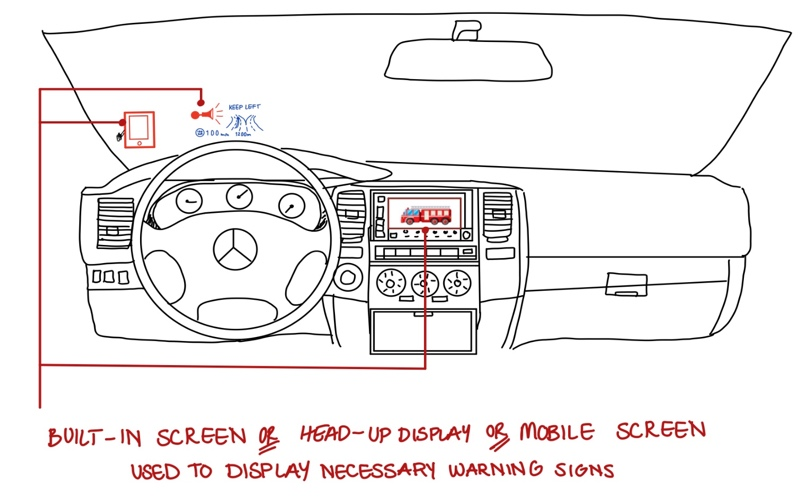 KEEP LEFT
100 1200m
BUILT-IN SCREEN OR HEAD-UP DISPLAY OR MOBILE SCREEN
USED TO DISPLAY NECESSARY WARNING SIGNS